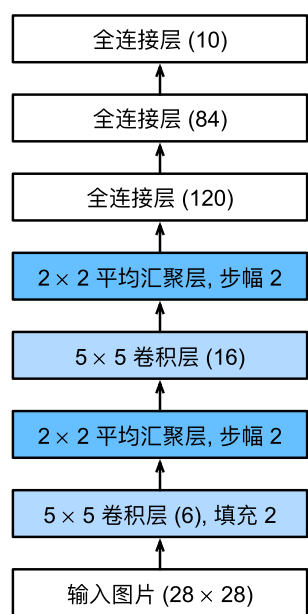 全连接层 (10)
全连接层 (84)
全连接层 (120)
2 × 2 平均汇聚层, 步幅 2
5 × 5 卷积层 (16)
2 × 2 平均汇聚层, 步幅 2
5 × 5 卷积层 (6), 填充 2
输入图片 (28 × 28)